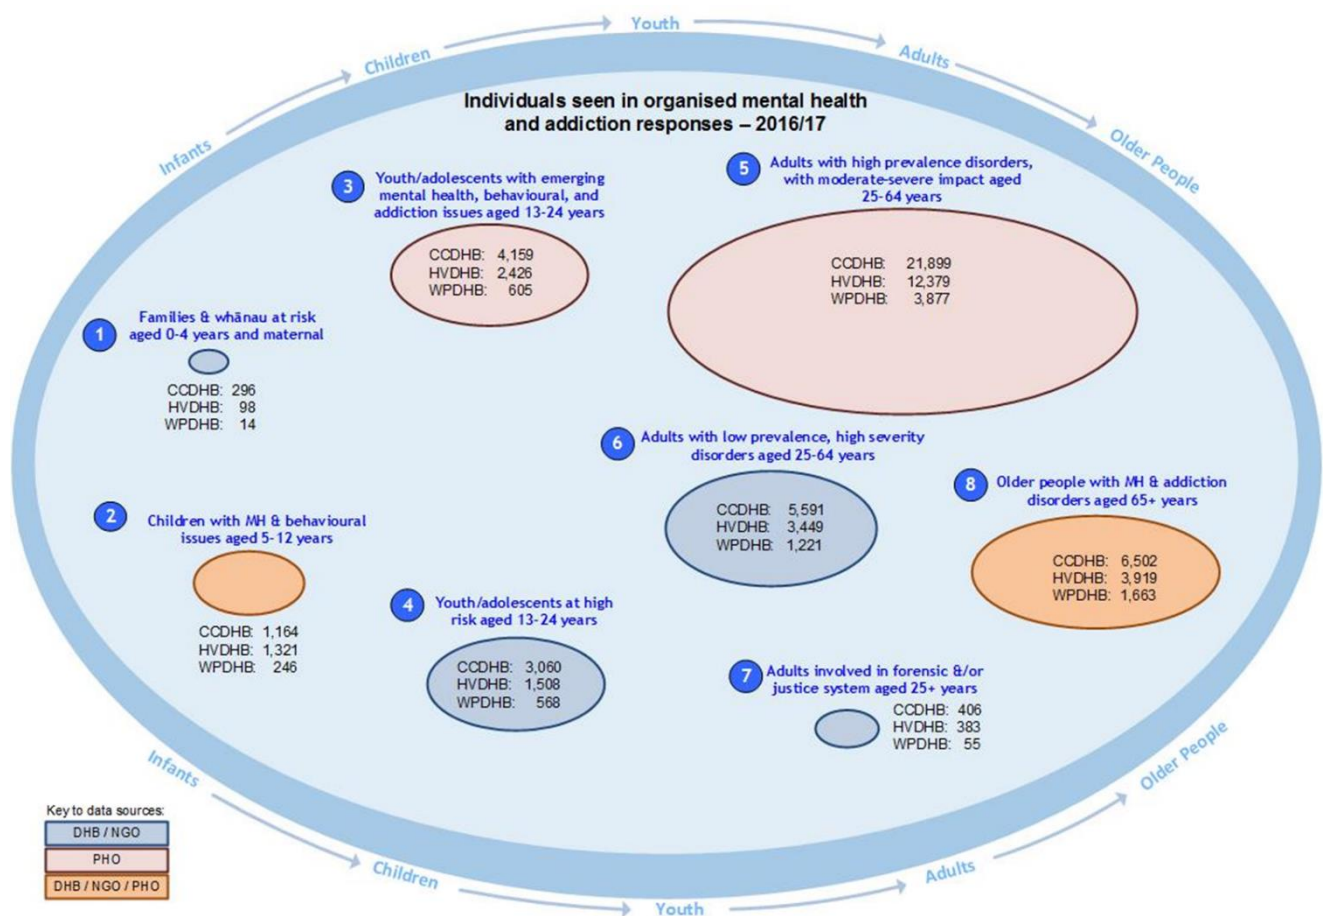 Youth
Children
Adults
Infants
Older People
Individuals seen in organised mental health
and addiction responses – 2016/17
3
Youth/adolescents with emerging
mental health, behavioural, and
addiction issues aged 13-24 years
CCDHB: 4,159
HVDHB: 2,426
WPDHB: 605
5
Adults with high prevalence disorders,
with moderate-severe impact aged
25-64 years
CCDHB: 21,899
HVDHB: 12,379
WPDHB: 3,877
1
Families & whānau at risk
aged 0-4 years and maternal
CCDHB: 296
HVDHB: 98
WPDHB: 14
6
Adults with low prevalence, high severity
disorders aged 25-64 years
CCDHB: 5,591
HVDHB: 3,449
WPDHB: 1,221
8
Older people with MH & addiction
disorders aged 65+ years
CCDHB: 6,502
HVDHB: 3,919
WPDHB: 1,663
2
Children with MH & behavioural
issues aged 5-12 years
CCDHB: 1,164
HVDHB: 1,321
WPDHB: 246
4
Youth/adolescents at high
risk aged 13-24 years
CCDHB: 3,060
HVDHB: 1,508
WPDHB: 568
7
Adults involved in forensic &/or
justice system aged 25+ years
CCDHB: 406
HVDHB: 383
WPDHB: 55
Infants
Children
Youth
Adults
Older People
Key to data sources:
DHB / NGO
PHO
DHB / NGO / PHO